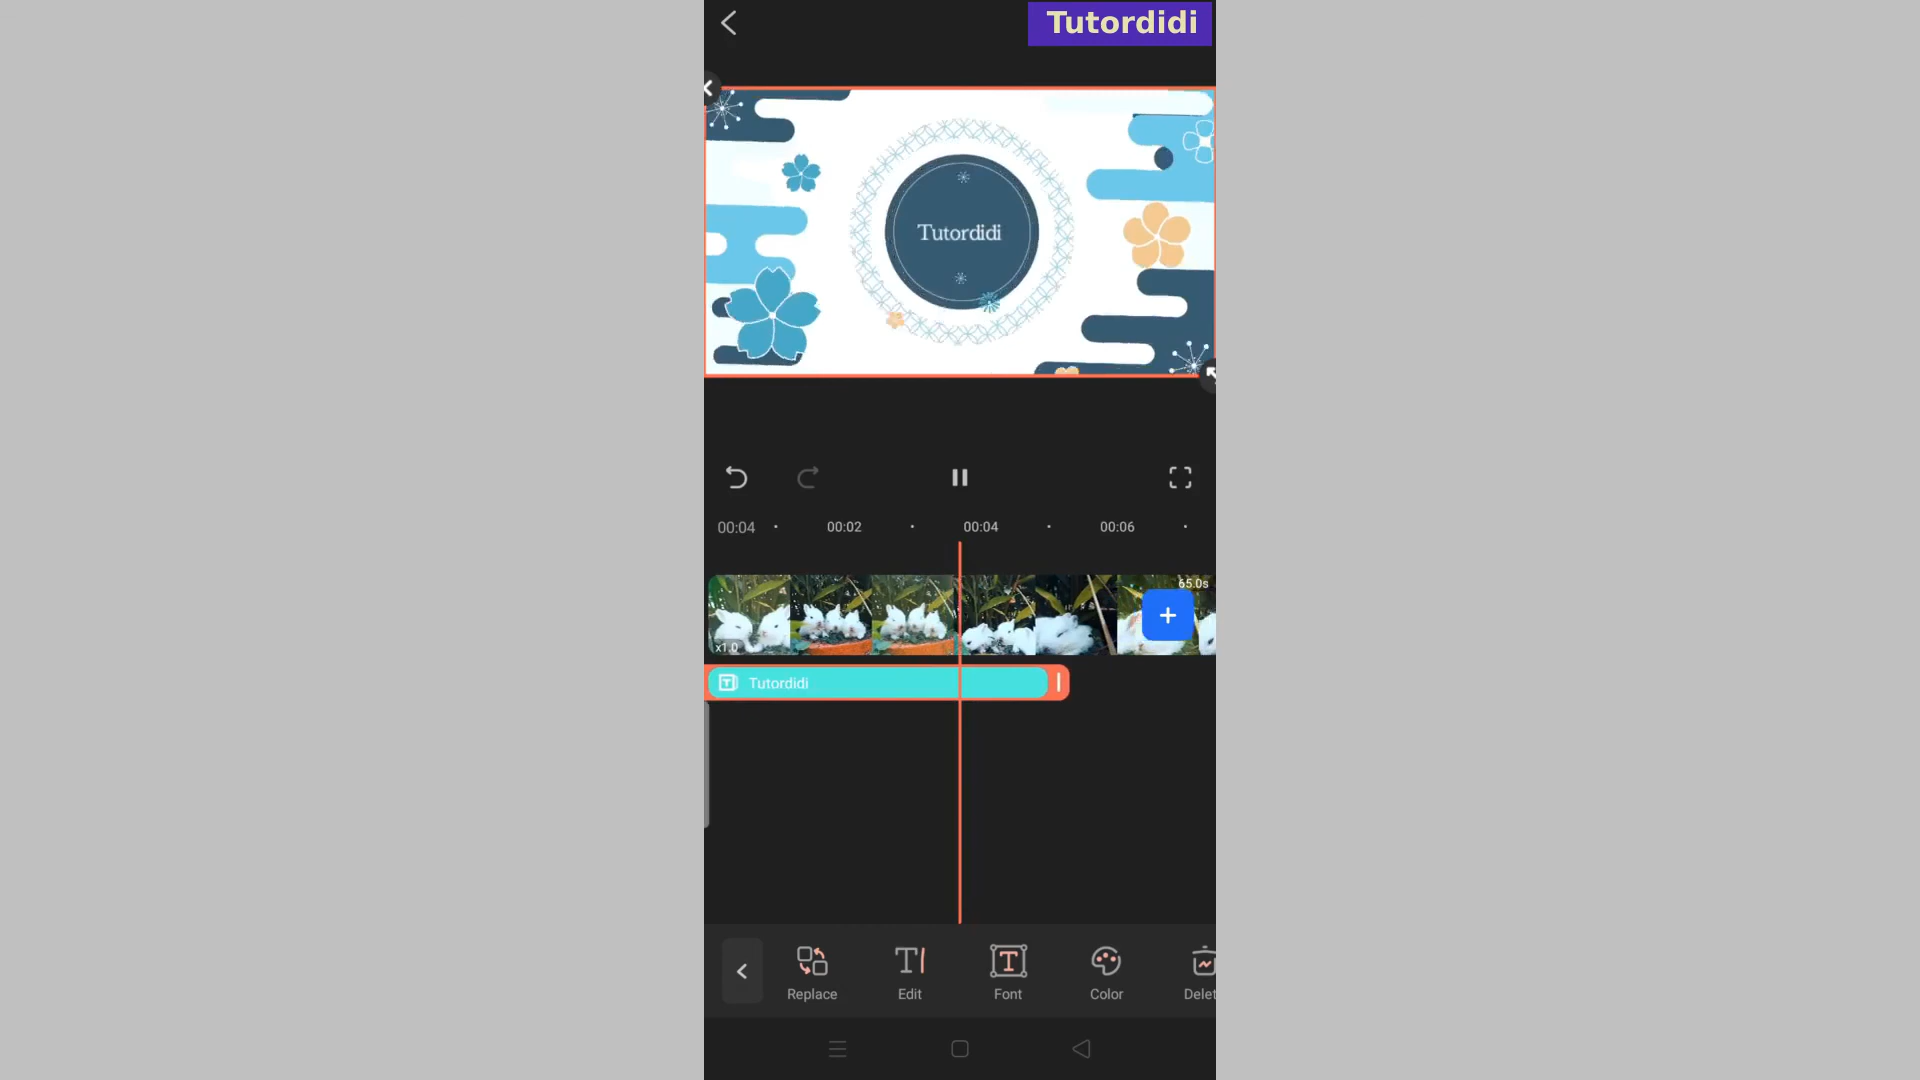 Tutordidi
Tutordidi
00:04 00:02 00:04 00:06
65.0s
x1.0
Tutordidi
Replace Edit Font Color Delet